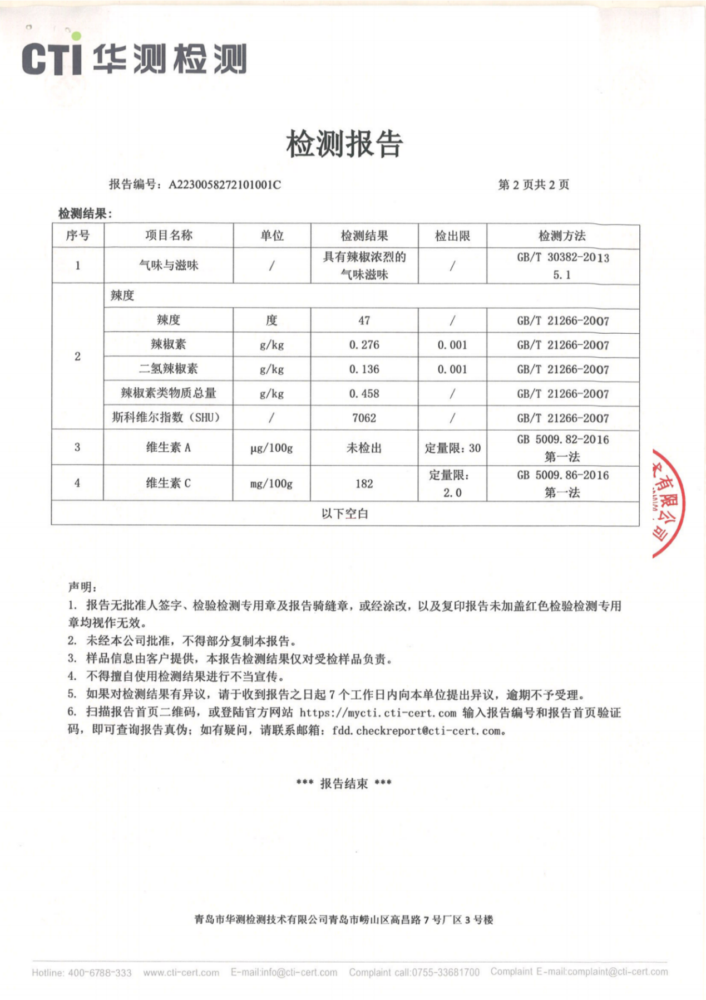 CTI 华测检测
检测报告
报告编号：A2230058272101001C 第 2 页共 2 页
检测结果：
序号 项目名称 单位 检测结果 检出限 检测方法
1 气味与滋味 / 具有辣椒浓烈的 / GB/T 30382-2013
气味滋味 5.1
2 辣度
辣度 度 47 / GB/T 21266-2007
辣椒素 g/kg 0.276 0.001 GB/T 21266-2007
二氢辣椒素 g/kg 0.136 0.001 GB/T 21266-2007
辣椒素类物质总量 g/kg 0.458 / GB/T 21266-2007
斯科维尔指数（SHU） / 7062 / GB/T 21266-2007
3 维生素 A μg/100g 未检出 定量限：30 GB 5009.82-2016
第一法
4 维生素 C mg/100g 182 定量限： GB 5009.86-2016
2.0 第一法
以下空白
有限公司
声明：
1. 报告无批准人签字、检验检测专用章及报告骑缝章，或经涂改，以及复印报告未加盖红色检验检测专用
章均视作无效。
2. 未经本公司批准，不得部分复制本报告。
3. 样品信息由客户提供，本报告检测结果仅对受检样品负责。
4. 不得擅自使用检测结果进行不当宣传。
5. 如果对检测结果有异议，请于收到报告之日起 7 个工作日内向本单位提出异议，逾期不予受理。
6. 扫描报告首页二维码，或登陆官方网站 https://mycti.cti-cert.com 输入报告编号和报告首页验证
码，即可查询报告真伪；如有疑问，请联系邮箱：fdd.checkreport@cti-cert.com。
*** 报告结束 ***
青岛市华测检测技术有限公司青岛市崂山区高昌路 7 号厂区 3 号楼
Hotline: 400-6788-333 www.cti-cert.com E-mail:info@cti-cert.com Complaint call:0755-33681700 Complaint E-mail:complaint@cti-cert.com